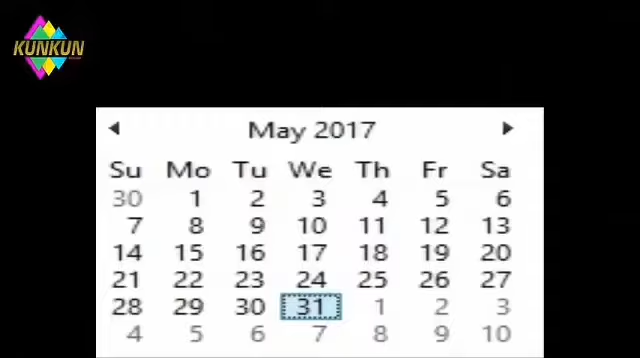 KUNKUN
May 2017
Su Mo Tu We Th Fr Sa
30 1 2 3 4 5 6
7 8 9 10 11 12 13
14 15 16 17 18 19 20
21 22 23 24 25 26 27
28 29 30 31 1 2 3
4 5 6 7 8 9 10